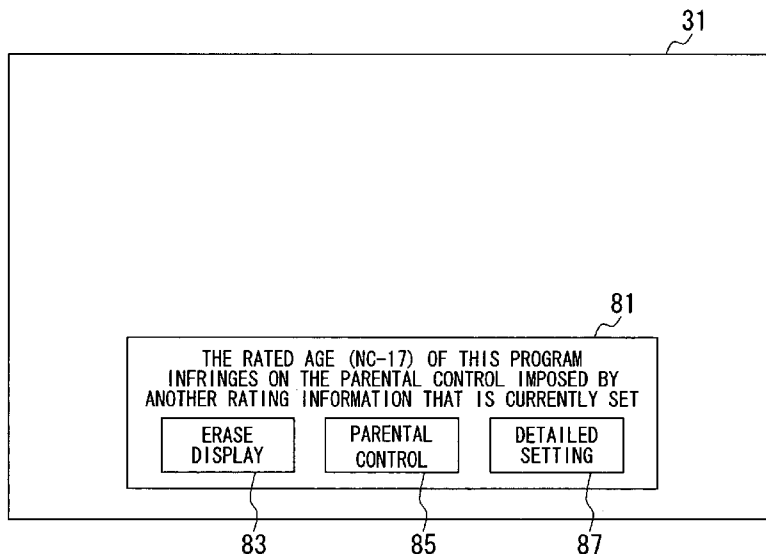 31
81
THE RATED AGE (NC-17) OF THIS PROGRAM
INFRINGES ON THE PARENTAL CONTROL IMPOSED BY
ANOTHER RATING INFORMATION THAT IS CURRENTLY SET
ERASE
DISPLAY
PARENTAL
CONTROL
DETAILED
SETTING
83
85
87